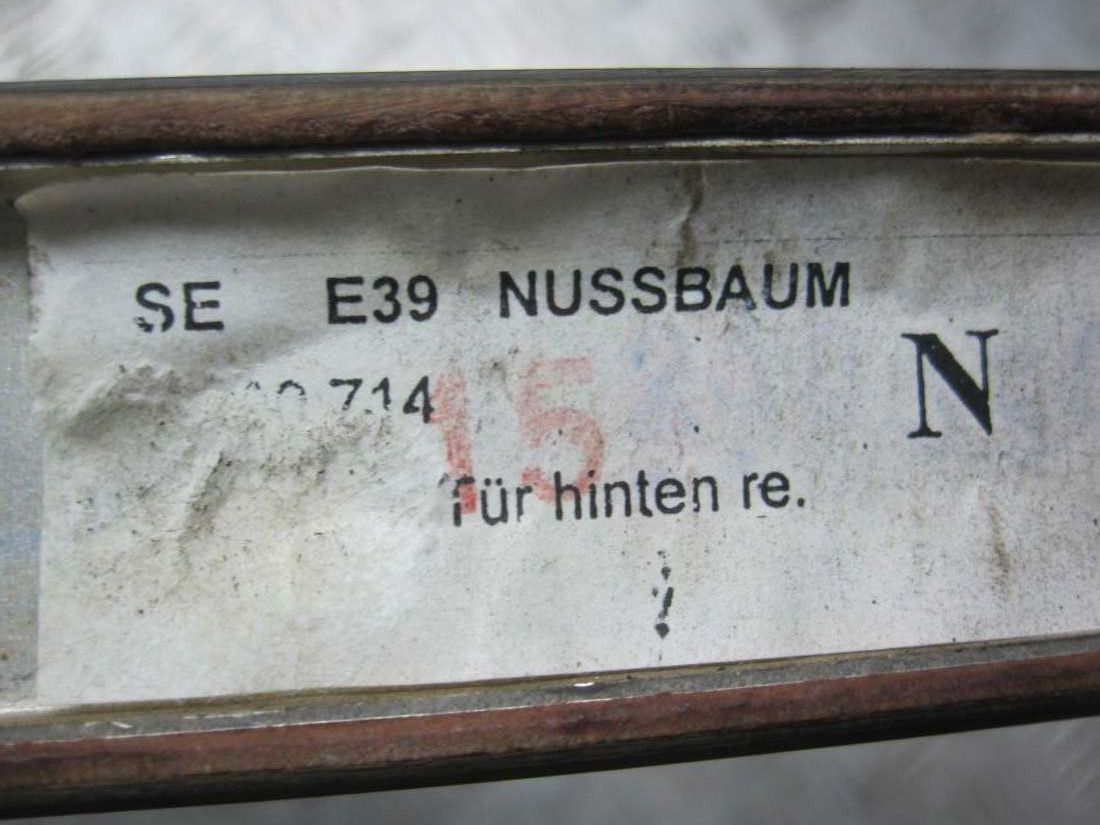 SE E39 NUSSBAUM
N
714
15
für hinten re.